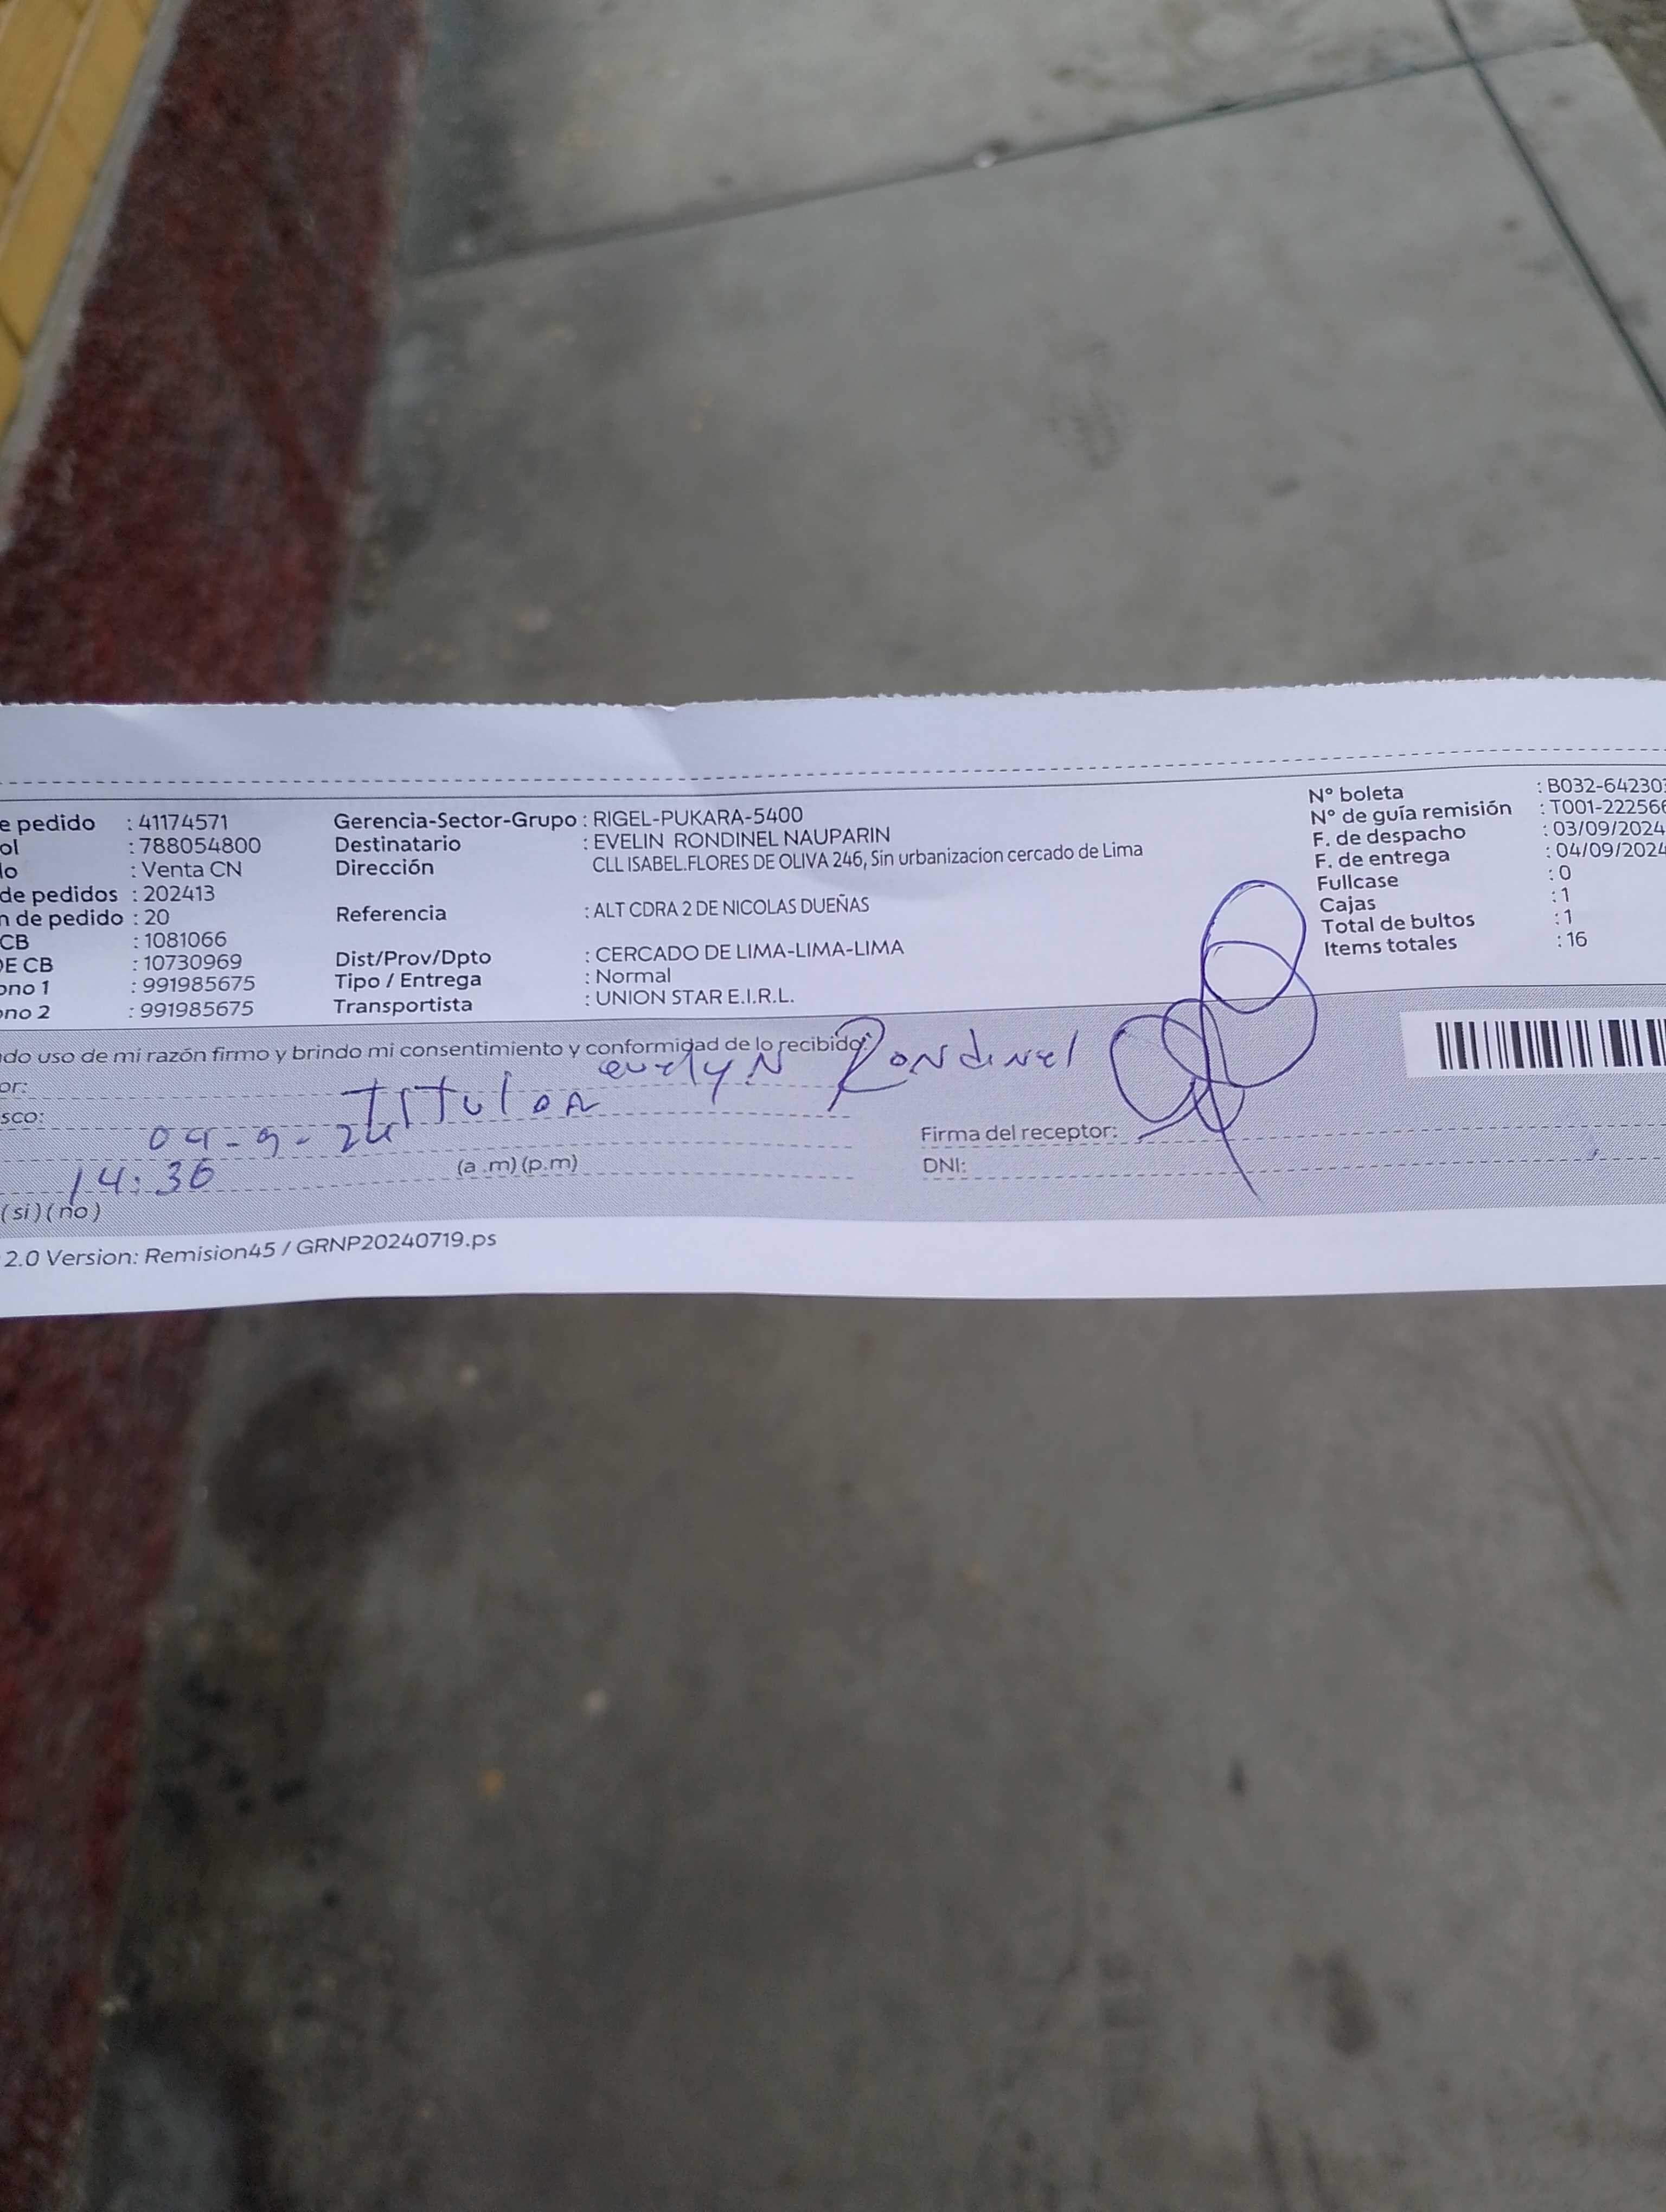 e pedido : 41174571
ol : 788054800
lo : Venta CN
de pedidos : 202413
n de pedido : 20
CB : 1081066
DE CB : 10730969
ono 1 : 991985675
ono 2 : 991985675
Gerencia-Sector-Grupo : RIGEL-PUKARA-5400
Destinatario : EVELIN RONDINEL NAUPARIN
Dirección CLL ISABEL.FLORES DE OLIVA 246, Sin urbanizacion cercado de Lima
Referencia : ALT CDRA 2 DE NICOLAS DUEÑAS
Dist/Prov/Dpto : CERCADO DE LIMA-LIMA-LIMA
Tipo / Entrega : Normal
Transportista : UNION STAR E.I.R.L.
N° boleta : B032-642303
N° de guía remisión : T001-222566
F. de despacho : 03/09/2024
F. de entrega : 04/09/2024
Fullcase : 0
Cajas : 1
Total de bultos : 1
Items totales : 16
do uso de mi razón firmo y brindo mi consentimiento y conformidad de lo recibido:
or: evelyN Rondinel
sco: Titular
04-9-24
14:36 (a .m) (p.m)
(si) (no)
Firma del receptor:
DNI:
2.0 Version: Remision45 / GRNP20240719.ps